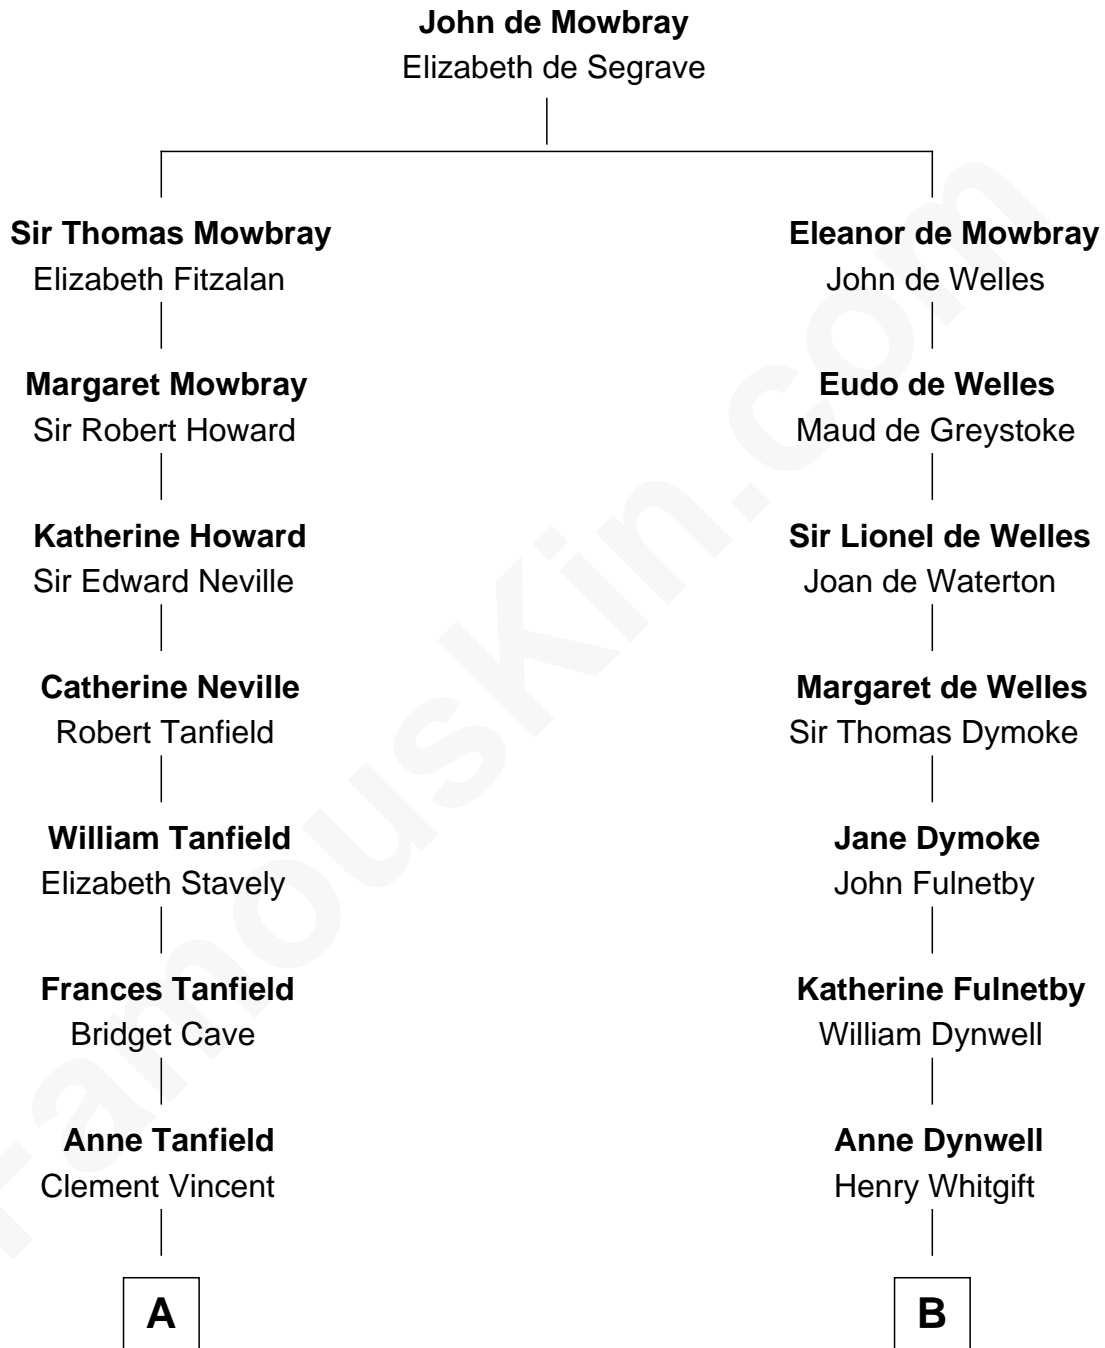 John de Mowbray
Elizabeth de Segrave
Sir Thomas Mowbray
Elizabeth Fitzalan
Eleanor de Mowbray
John de Welles
Margaret Mowbray
Sir Robert Howard
Eudo de Welles
Maud de Greystoke
Katherine Howard
Sir Edward Neville
Sir Lionel de Welles
Joan de Waterton
Catherine Neville
Robert Tanfield
Margaret de Welles
Sir Thomas Dymoke
William Tanfield
Elizabeth Stavely
Jane Dymoke
John Fulnetby
Frances Tanfield
Bridget Cave
Katherine Fulnetby
William Dynwell
Anne Tanfield
Clement Vincent
Anne Dynwell
Henry Whitgift
A
B
FamousKin.com